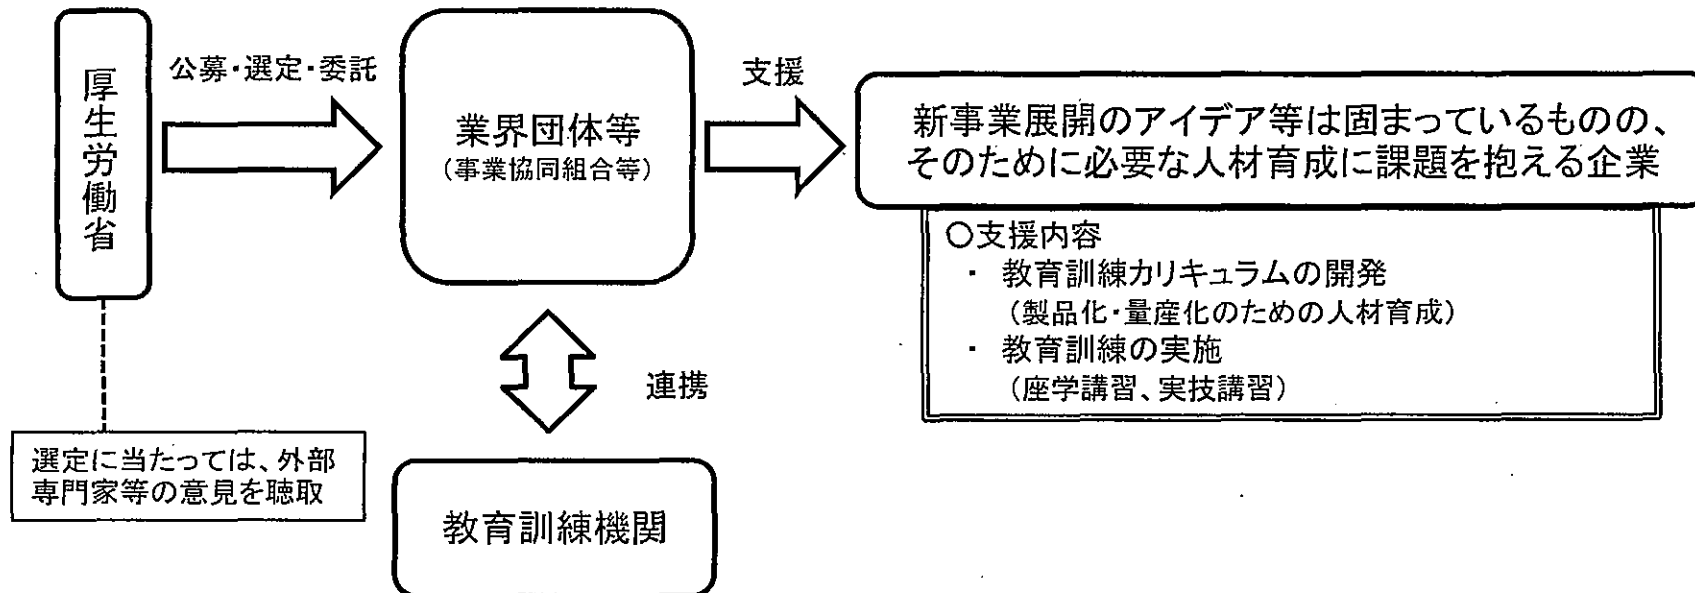 厚生労働省
公募・選定・委託
業界団体等
(事業協同組合等)
支援
新事業展開のアイデア等は固まっているものの、
そのために必要な人材育成に課題を抱える企業
○支援内容
・ 教育訓練カリキュラムの開発
(製品化・量産化のための人材育成)
・ 教育訓練の実施
(座学講習、実技講習)
連携
選定に当たっては、外部
専門家等の意見を聴取
教育訓練機関